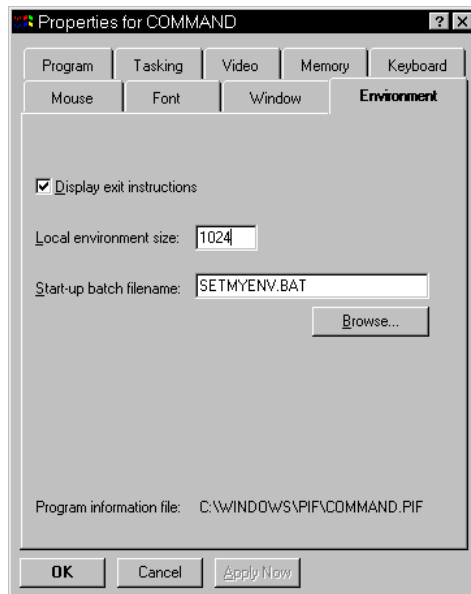 Properties for COMMAND
Program Tasking Video Memory Keyboard
Mouse Font Window Environment
Display exit instructions
Local environment size: 1024
Start-up batch filename: SETMYENV.BAT
Browse...
Program information file: C:\WINDOWS\PIF\COMMAND.PIF
OK Cancel Apply Now